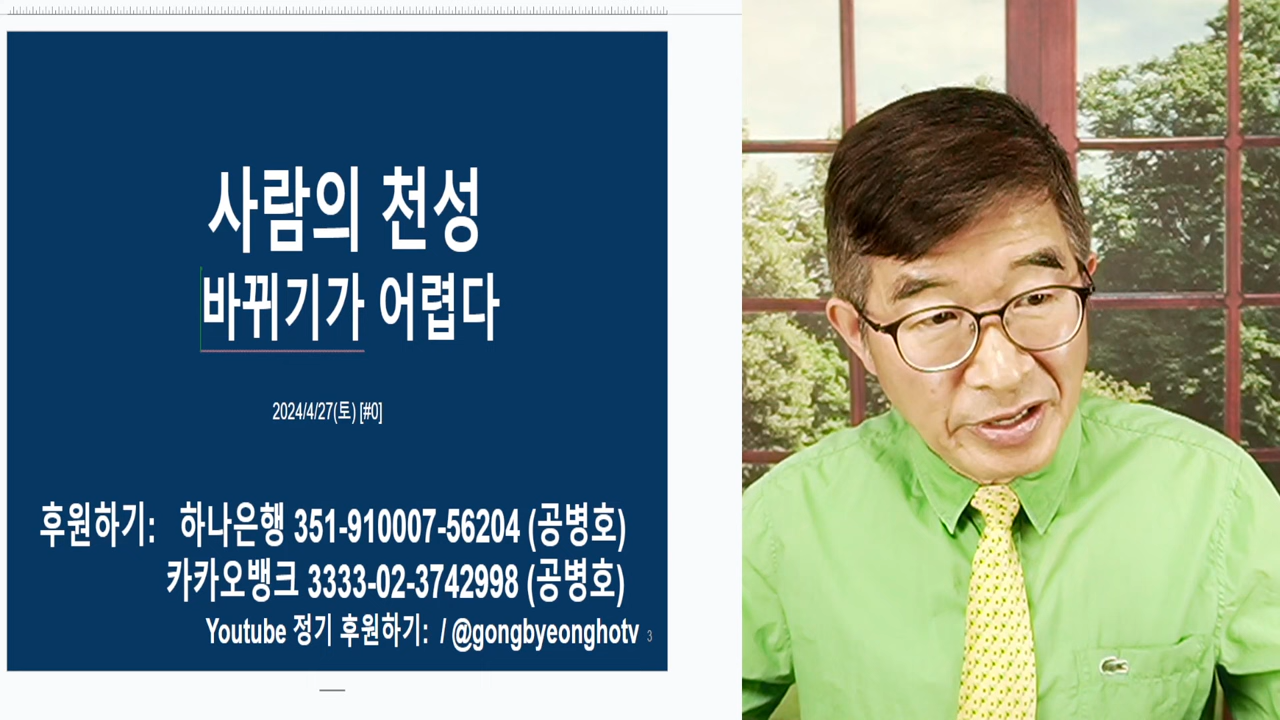 사람의 천성
바뀌기가 어렵다
2024/4/27(토) [#0]
후원하기: 하나은행 351-910007-56204 (공병호)
카카오뱅크 3333-02-3742998 (공병호)
Youtube 정기 후원하기: / @gongbyeonghotv 3